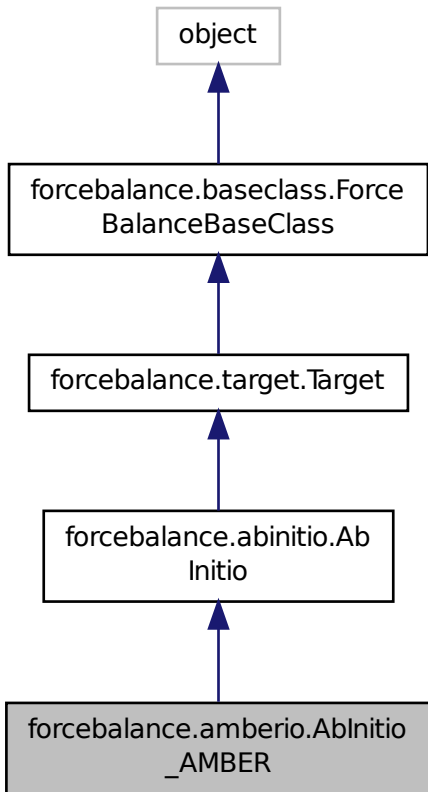 object
forcebalance.baseclass.Force
BalanceBaseClass
forcebalance.target.Target
forcebalance.abinitio.Ab
Initio
forcebalance.amberio.AbInitio
_AMBER